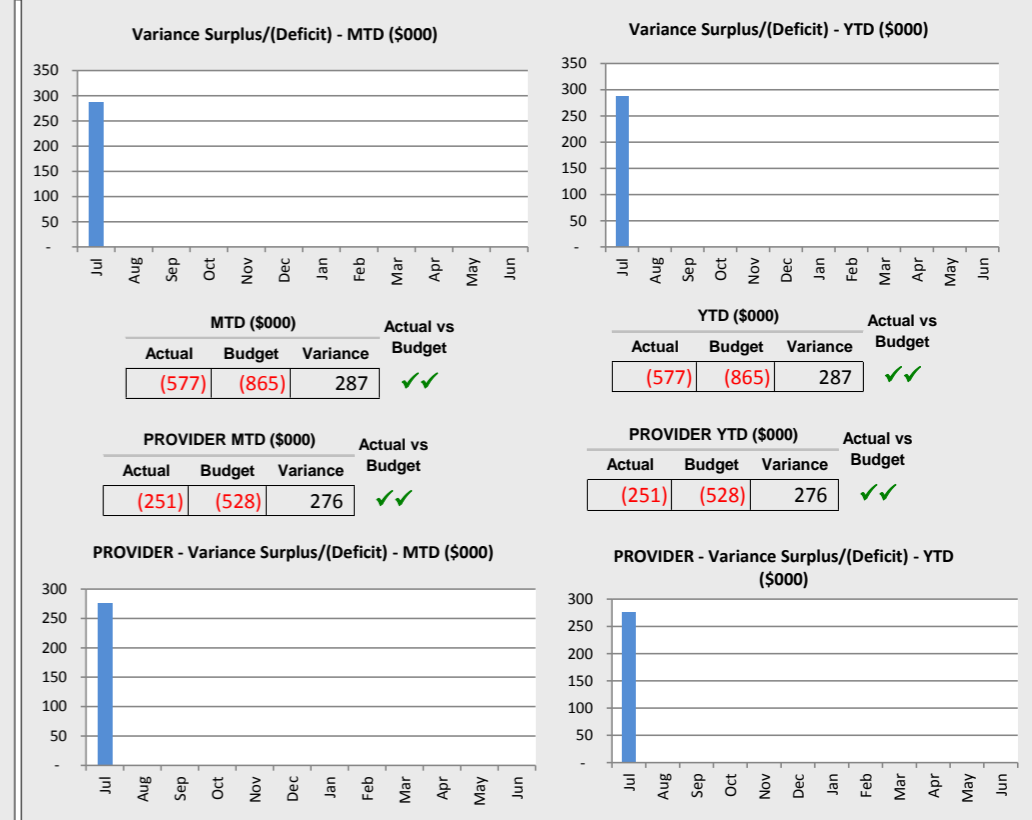 Variance Surplus/(Deficit) - MTD ($000)
350
300
250
200
150
100
50
-
Jul Aug Sep Oct Nov Dec Jan Feb Mar Apr May Jun
Variance Surplus/(Deficit) - YTD ($000)
350
300
250
200
150
100
50
-
Jul Aug Sep Oct Nov Dec Jan Feb Mar Apr May Jun
MTD ($000)
Actual vs
Budget
Actual Budget Variance
(577) (865) 287 ✓✓
YTD ($000)
Actual vs
Budget
Actual Budget Variance
(577) (865) 287 ✓✓
PROVIDER MTD ($000)
Actual vs
Budget
Actual Budget Variance
(251) (528) 276 ✓✓
PROVIDER YTD ($000)
Actual vs
Budget
Actual Budget Variance
(251) (528) 276 ✓✓
PROVIDER - Variance Surplus/(Deficit) - MTD ($000)
300
250
200
150
100
50
-
Jul Aug Sep Oct Nov Dec Jan Feb Mar Apr May Jun
PROVIDER - Variance Surplus/(Deficit) - YTD
($000)
300
250
200
150
100
50
-
Jul Aug Sep Oct Nov Dec Jan Feb Mar Apr May Jun